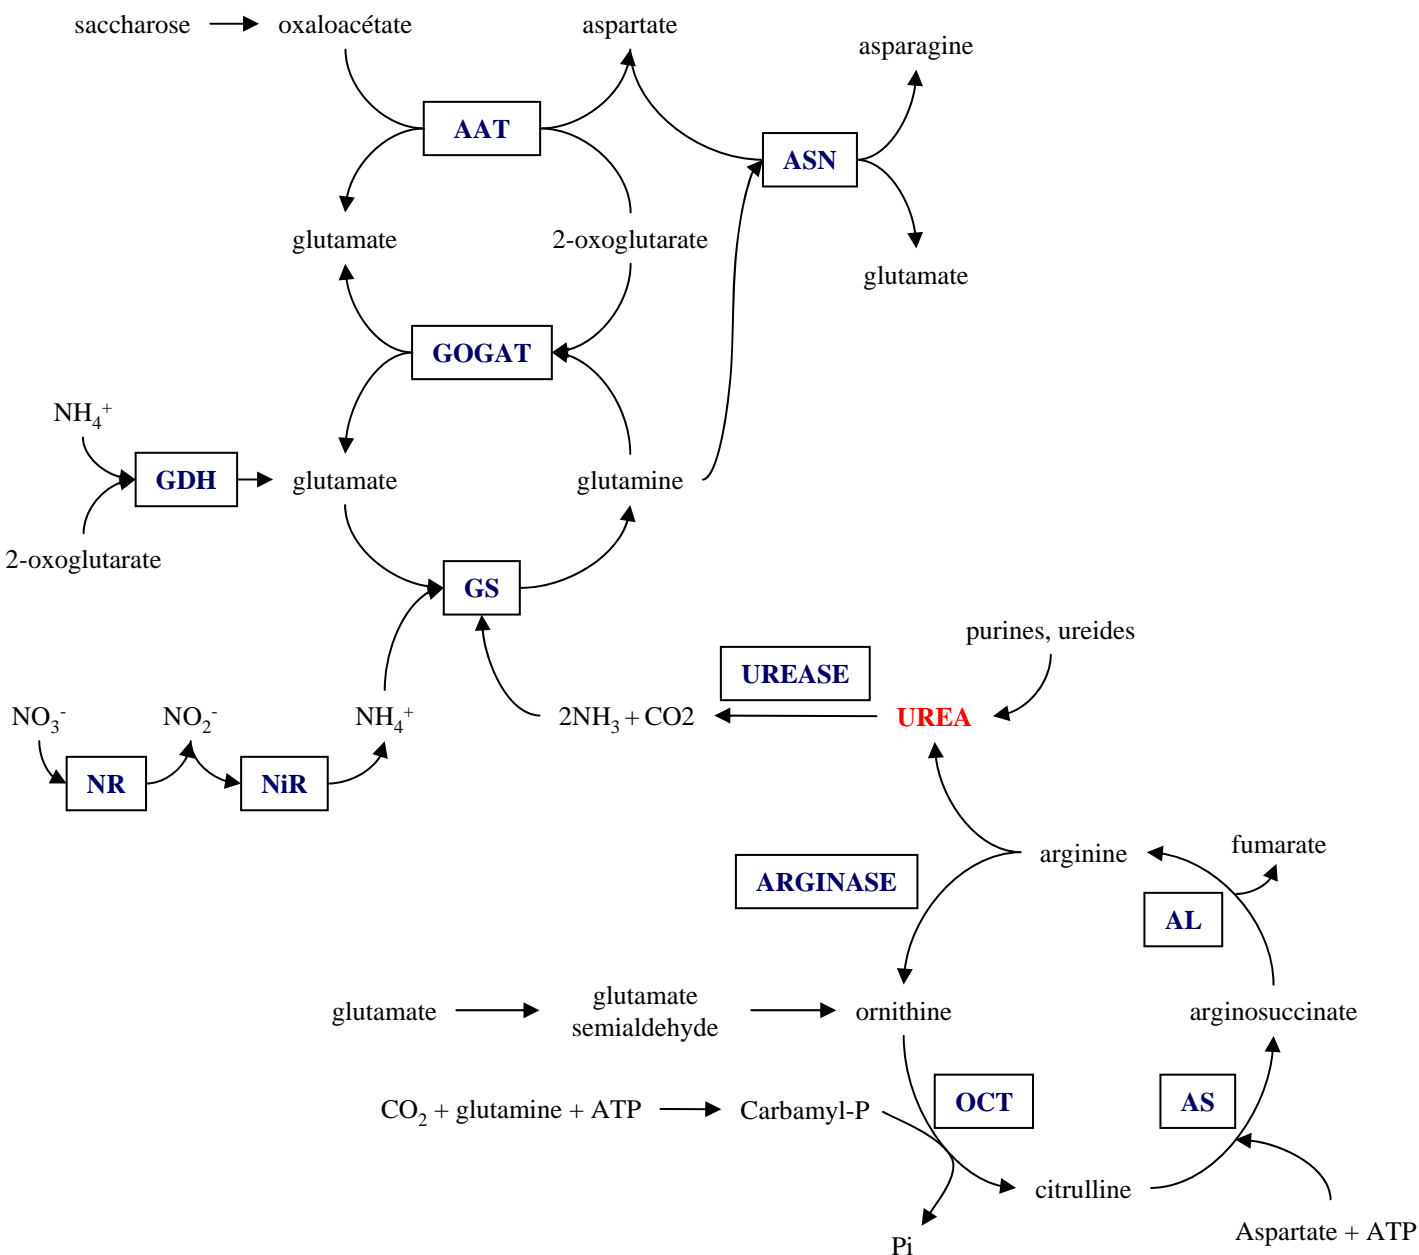 saccharose oxaloacétate aspartate
asparagine
AAT
ASN
glutamate 2-oxoglutarate
glutamate
GOGAT
NH₄⁺
GDH glutamate glutamine
2-oxoglutarate
GS
purines, ureides
UREASE
NO₃⁻ NO₂⁻ NH₄⁺ 2NH₃ + CO2 UREA
NR NiR
arginine fumarate
ARGINASE
AL
glutamate glutamate
semialdehyde ornithine arginosuccinate
CO₂ + glutamine + ATP Carbamyl-P OCT AS
citrulline
Aspartate + ATP
Pi